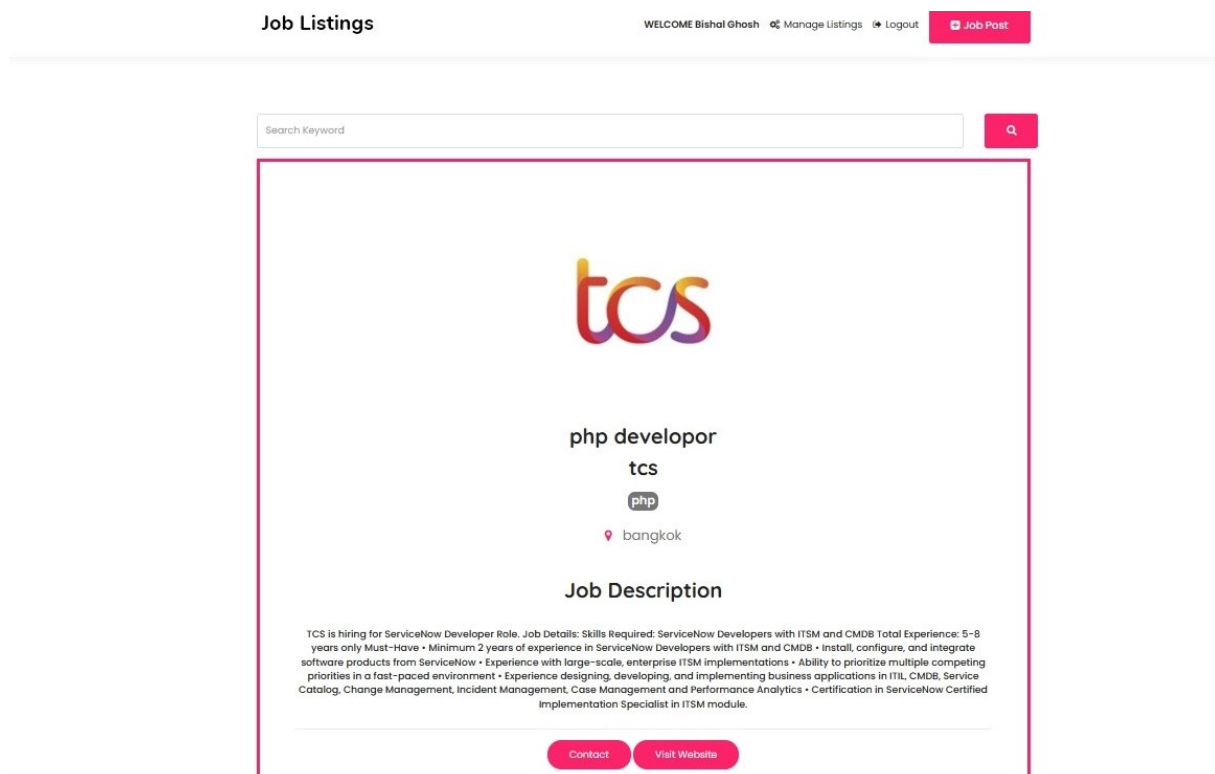 Job Listings
WELCOME Bishal Ghosh Manage Listings Logout Job Post
Search Keyword
tcs
php developor
tcs
php
bangkok
Job Description
TCS is hiring for ServiceNow Developer Role. Job Details: Skills Required: ServiceNow Developers with ITSM and CMDB Total Experience: 5-8
years only Must-Have • Minimum 2 years of experience in ServiceNow Developers with ITSM and CMDB • Install, configure, and integrate
software products from ServiceNow • Experience with large-scale, enterprise ITSM implementations • Ability to prioritize multiple competing
priorities in a fast-paced environment • Experience designing, developing, and implementing business applications in ITIL, CMDB, Service
Catalog, Change Management, Incident Management, Case Management and Performance Analytics • Certification in ServiceNow Certified
Implementation Specialist in ITSM module.
Contact Visit Website